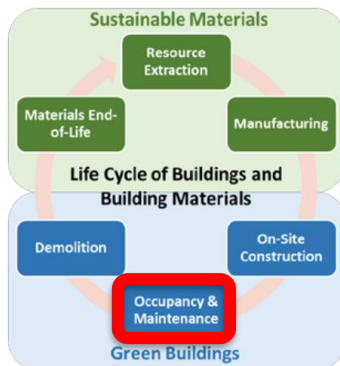 Sustainable Materials
Resource
Extraction
Materials End-
of-Life
Manufacturing
Life Cycle of Buildings and
Building Materials
Demolition
On-Site
Construction
Occupancy &
Maintenance
Green Buildings